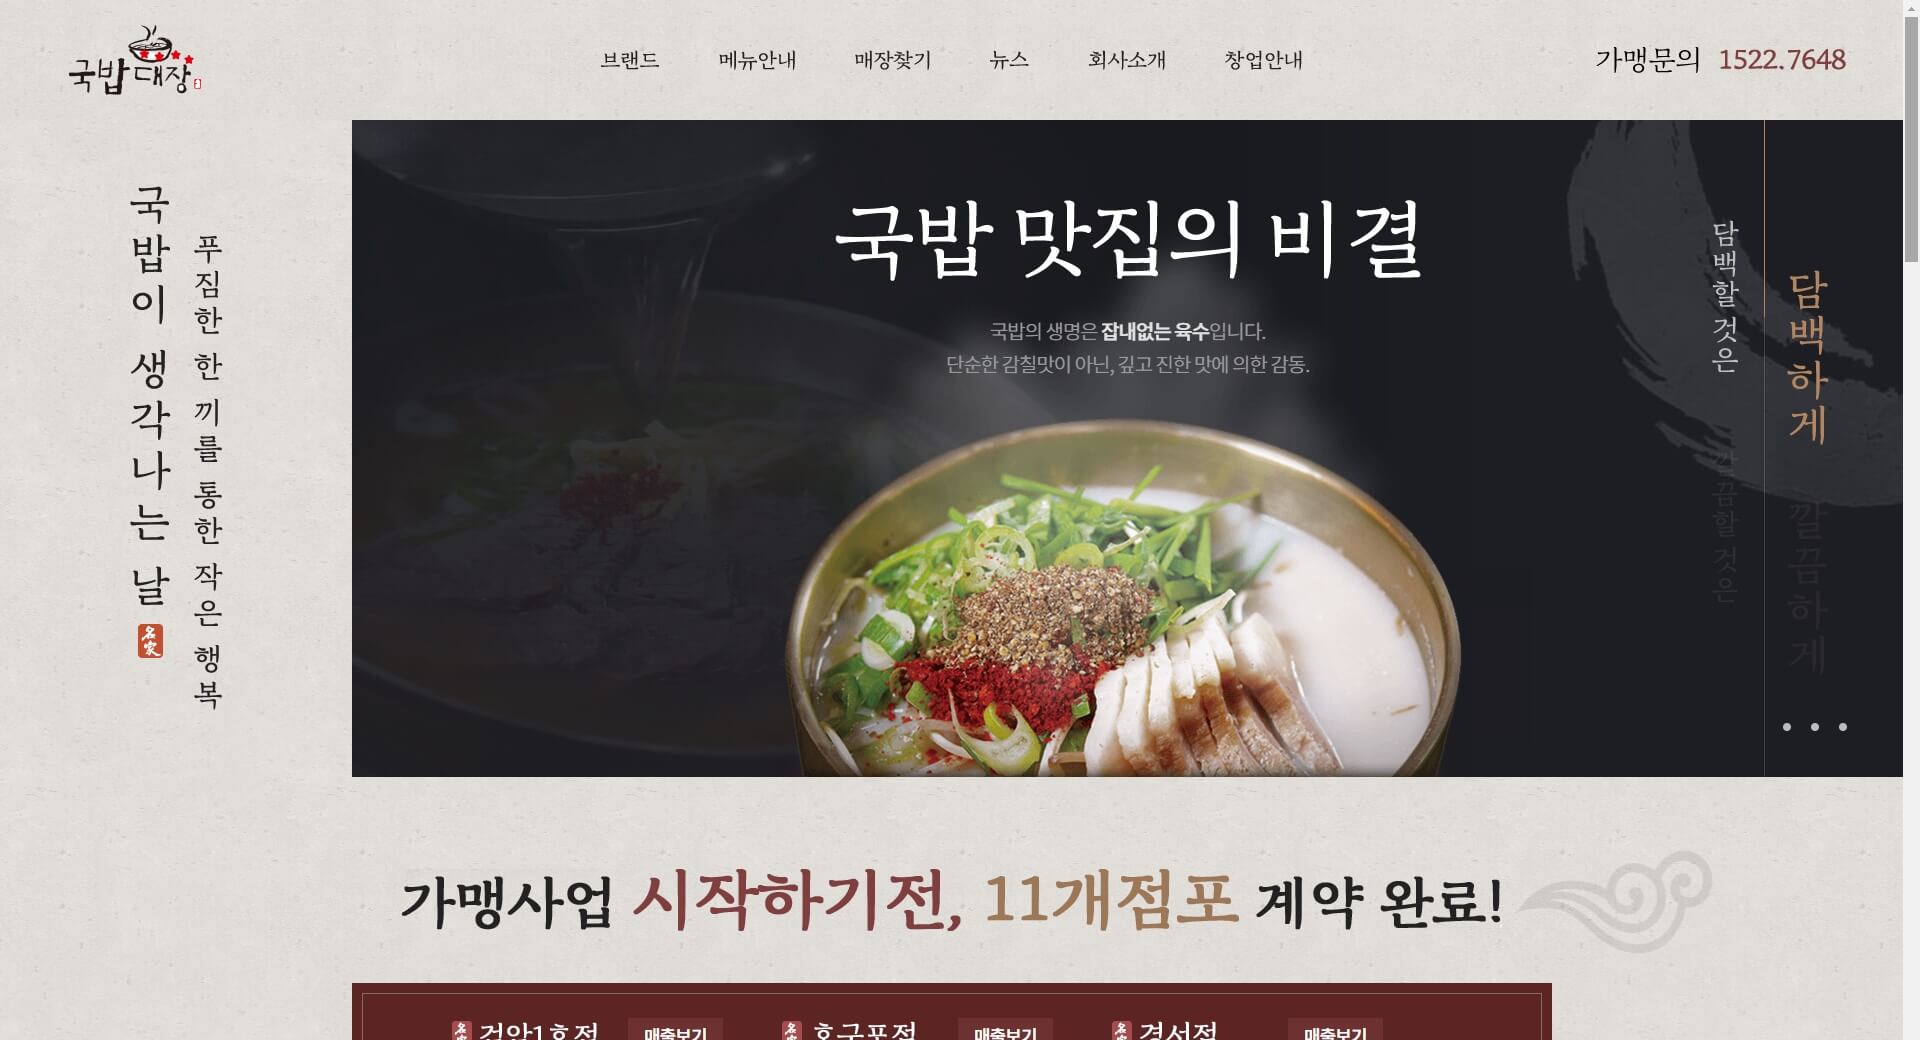 국밥대장
브랜드
메뉴안내
매장찾기
뉴스
회사소개
창업안내
가맹문의 1522.7648
국밥이 생각나는 날
名家
푸짐한 한 끼를 통한 작은 행복
국밥 맛집의 비결
국밥의 생명은 잡내없는 육수입니다.
단순한 감칠맛이 아닌, 깊고 진한 맛에 의한 감동.
담백할 것은
담백하게
깔끔할 것은
깔끔하게
가맹사업 시작하기전, 11개점포 계약 완료!
검암1호점
매출보기
호구포점
매출보기
경서점
매출보기